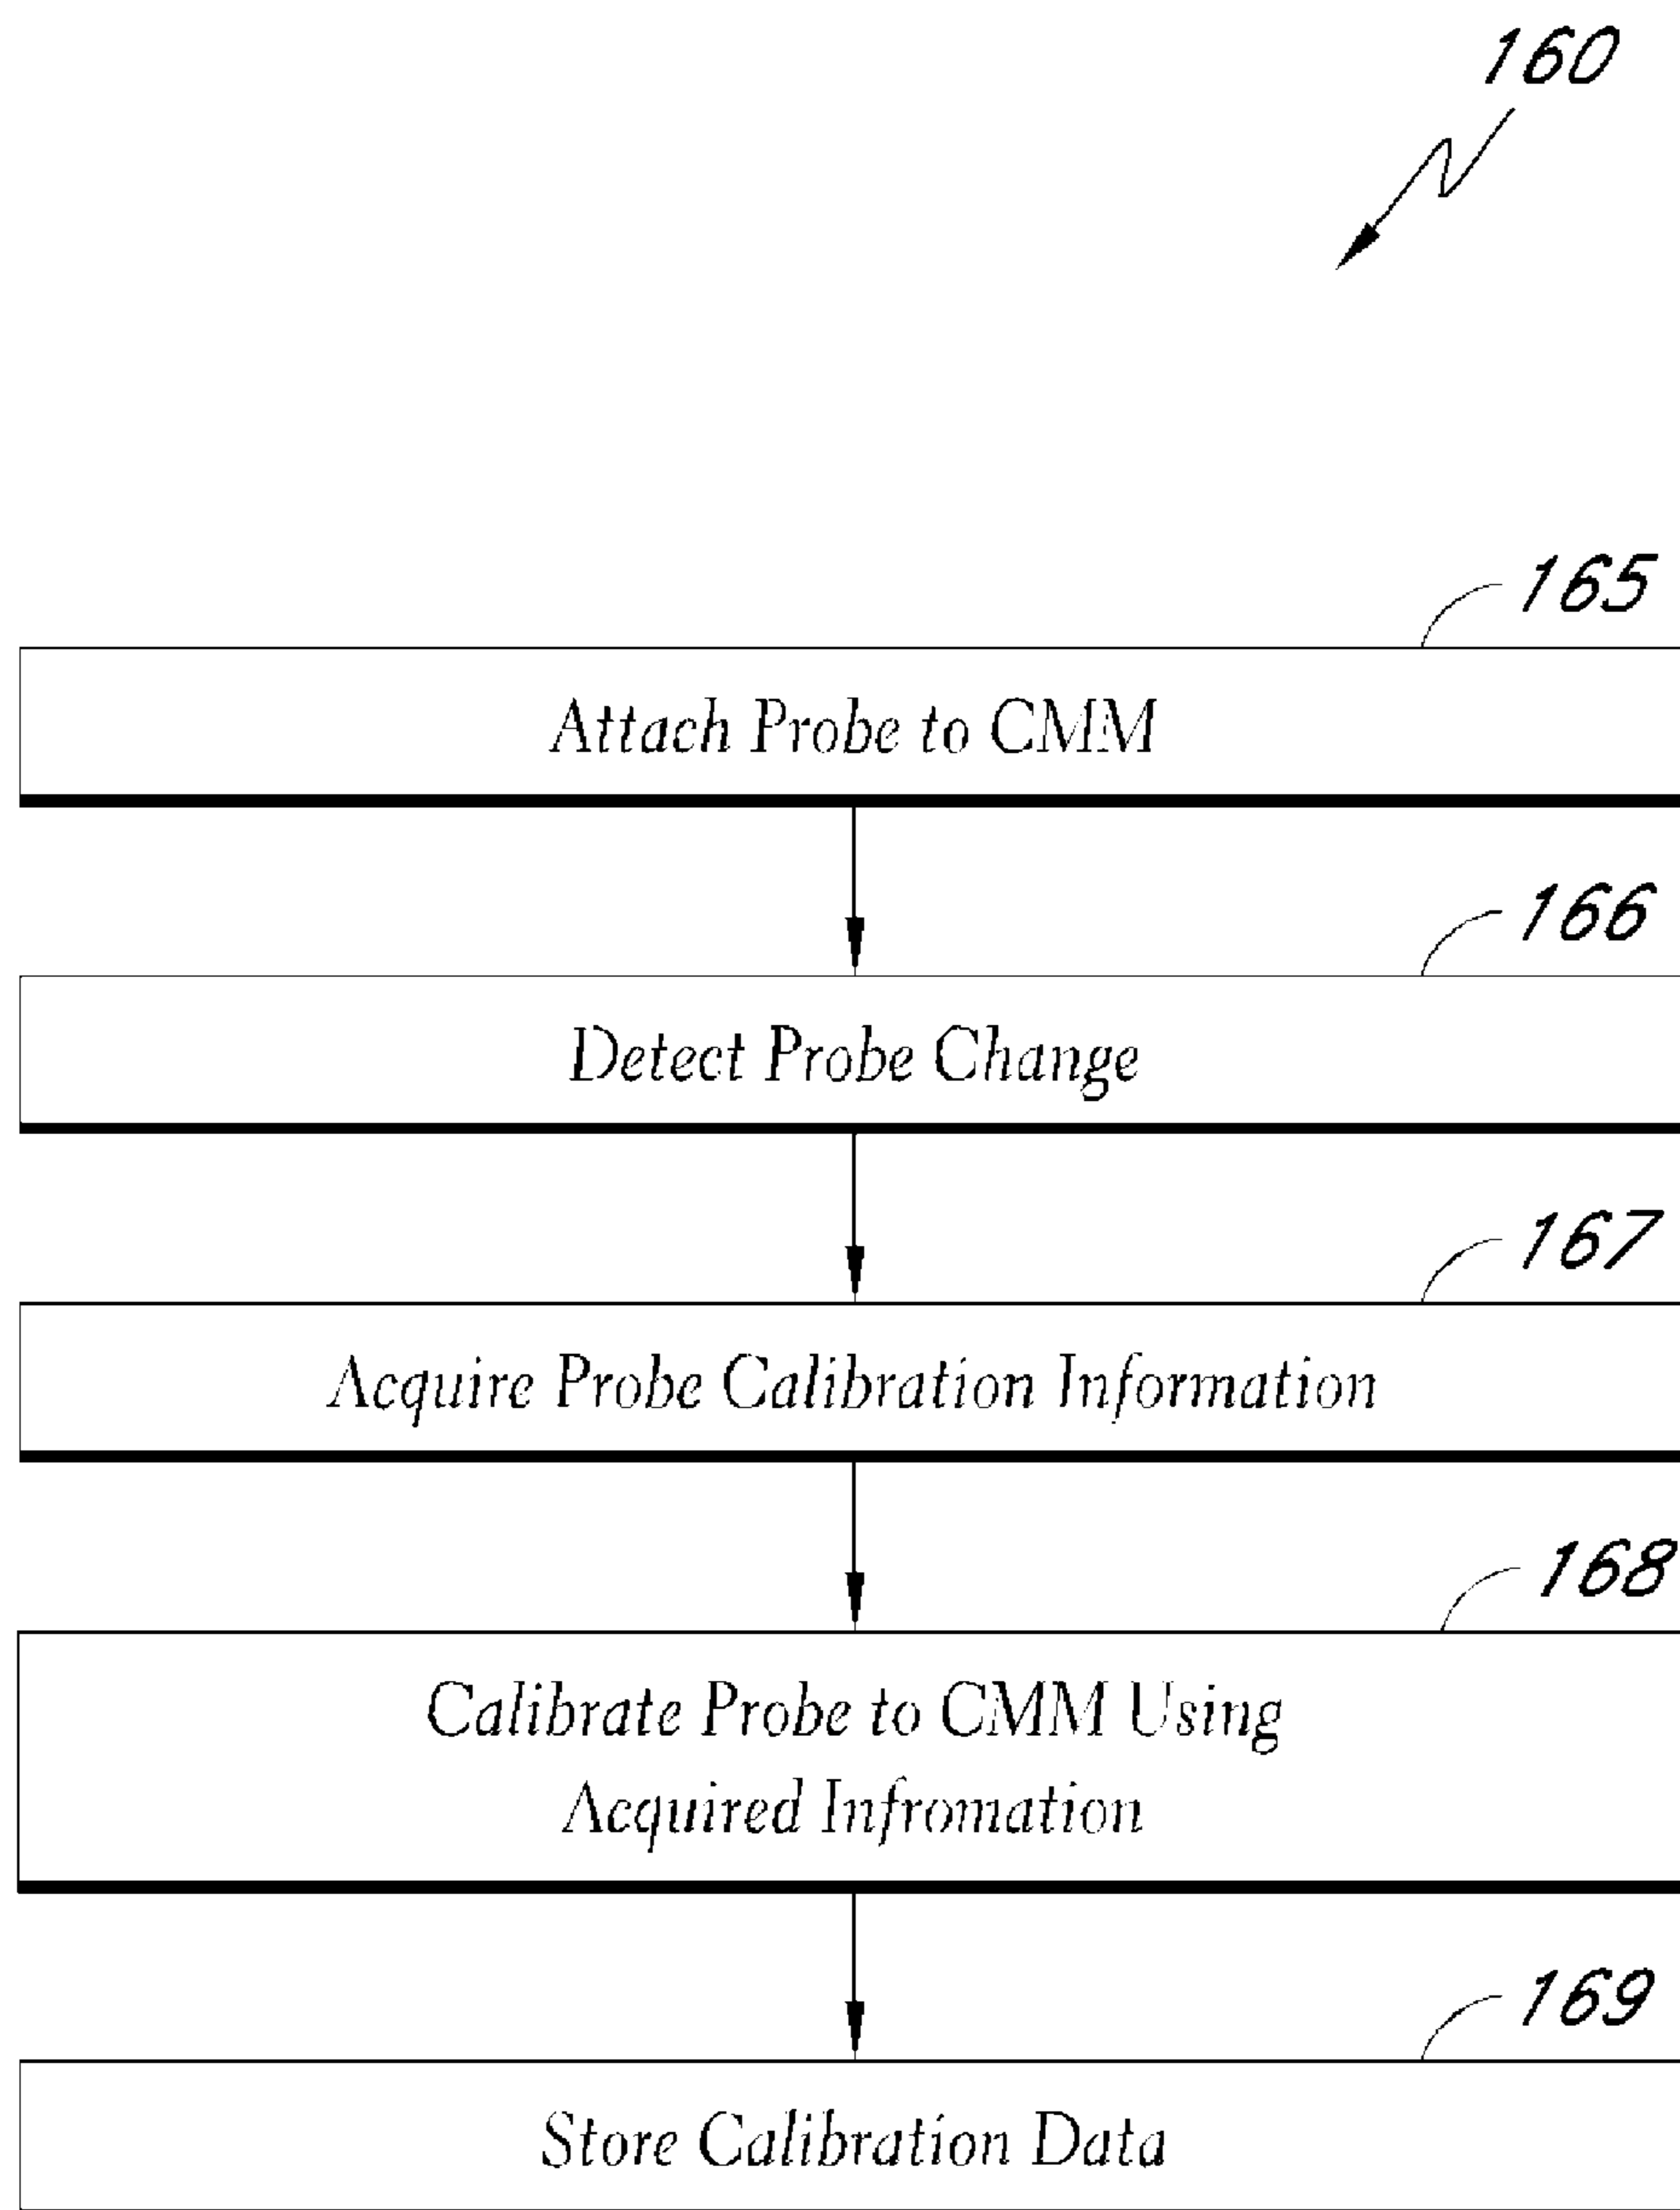 160
165
Attach Probe to CMM
166
Detect Probe Change
167
Acquire Probe Calibration Information
168
Calibrate Probe to CMM Using
Acquired Infromation
169
Store Calibration Data